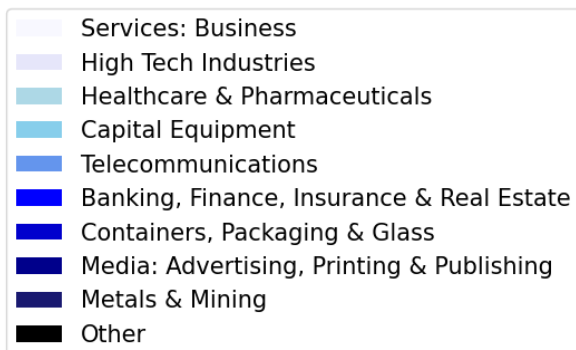 Services: Business
High Tech Industries
Healthcare & Pharmaceuticals
Capital Equipment
Telecommunications
Banking, Finance, Insurance & Real Estate
Containers, Packaging & Glass
Media: Advertising, Printing & Publishing
Metals & Mining
Other